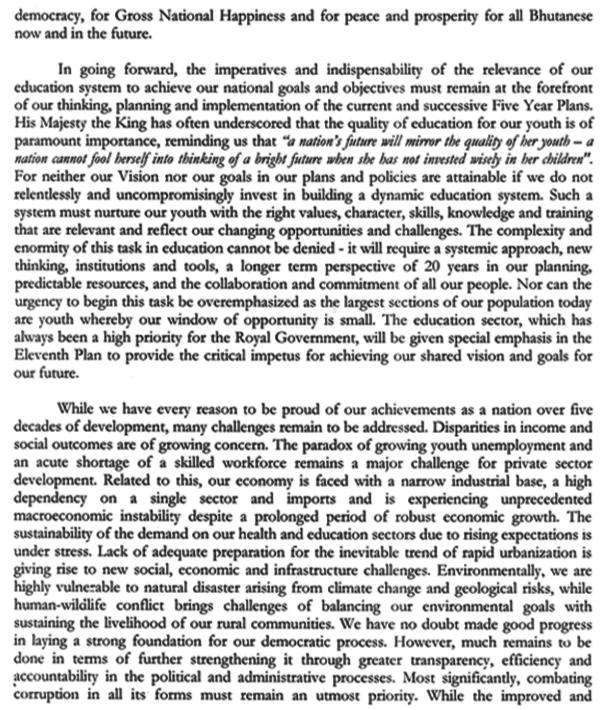 democracy, for Gross National Happiness and for peace and prosperity for all Bhutanese
now and in the future.
In going forward, the imperatives and indispensability of the relevance of our
education system to achieve our national goals and objectives must remain at the forefront
of our thinking, planning and implementation of the current and successive Five Year Plans.
His Majesty the King has often underscored that the quality of education for our youth is of
paramount importance, reminding us that "a nation's future will mirror the quality of her youth – a
nation cannot fool herself into thinking of a bright future when she has not invested wisely in her children".
For neither our Vision nor our goals in our plans and policies are attainable if we do not
relentlessly and uncompromisingly invest in building a dynamic education system. Such a
system must nurture our youth with the right values, character, skills, knowledge and training
that are relevant and reflect our changing opportunities and challenges. The complexity and
enormity of this task in education cannot be denied - it will require a systemic approach, new
thinking, institutions and tools, a longer term perspective of 20 years in our planning,
predictable resources, and the collaboration and commitment of all our people. Nor can the
urgency to begin this task be overemphasized as the largest sections of our population today
are youth whereby our window of opportunity is small. The education sector, which has
always been a high priority for the Royal Government, will be given special emphasis in the
Eleventh Plan to provide the critical impetus for achieving our shared vision and goals for
our future.
While we have every reason to be proud of our achievements as a nation over five
decades of development, many challenges remain to be addressed. Disparities in income and
social outcomes are of growing concern. The paradox of growing youth unemployment and
an acute shortage of a skilled workforce remains a major challenge for private sector
development. Related to this, our economy is faced with a narrow industrial base, a high
dependency on a single sector and imports and is experiencing unprecedented
macroeconomic instability despite a prolonged period of robust economic growth. The
sustainability of the demand on our health and education sectors due to rising expectations is
under stress. Lack of adequate preparation for the inevitable trend of rapid urbanization is
giving rise to new social, economic and infrastructure challenges. Environmentally, we are
highly vulnerable to natural disaster arising from climate change and geological risks, while
human-wildlife conflict brings challenges of balancing our environmental goals with
sustaining the livelihood of our rural communities. We have no doubt made good progress
in laying a strong foundation for our democratic process. However, much remains to be
done in terms of further strengthening it through greater transparency, efficiency and
accountability in the political and administrative processes. Most significantly, combating
corruption in all its forms must remain an utmost priority. While the improved and